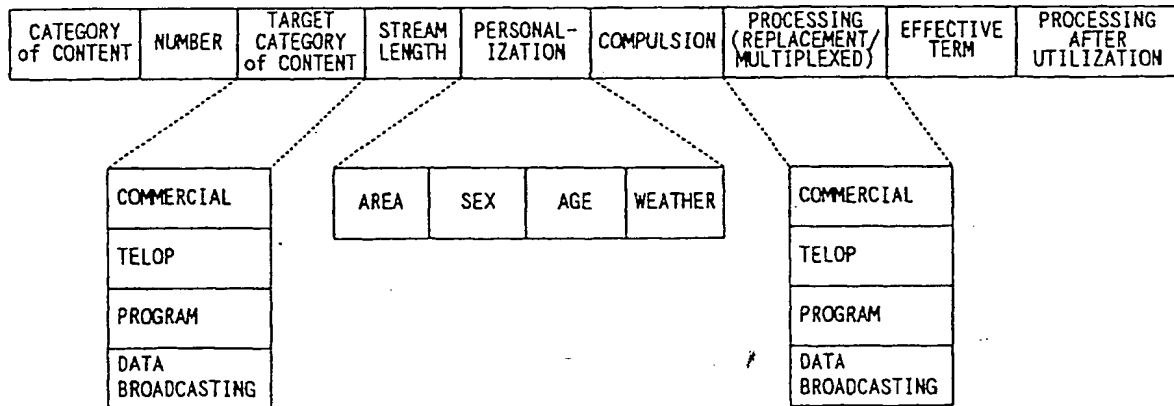 CATEGORY
of CONTENT
NUMBER
TARGET
CATEGORY
of CONTENT
STREAM
LENGTH
PERSONAL-
IZATION
COMPULSION
PROCESSING
(REPLACEMENT/
MULTIPLEXED)
EFFECTIVE
TERM
PROCESSING
AFTER
UTILIZATION
COMMERCIAL
TELOP
PROGRAM
DATA
BROADCASTING
AREA
SEX
AGE
WEATHER
COMMERCIAL
TELOP
PROGRAM
DATA
BROADCASTING